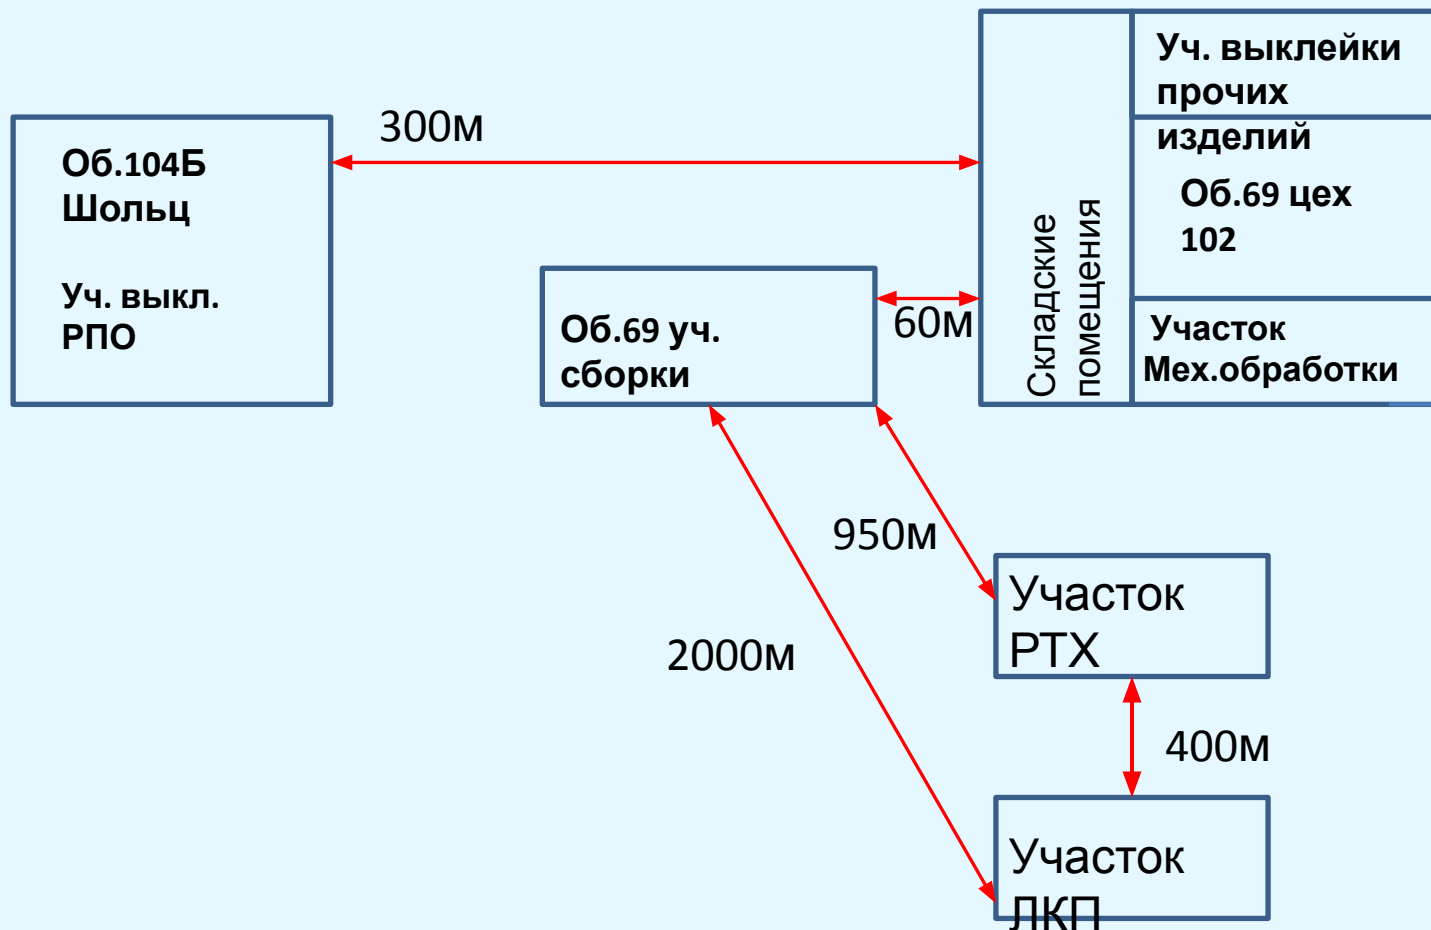 Уч. выклейки
прочих
изделий
300м
Об.104Б
Шольц
Уч. выкл.
РПО
Складские
помещения
Об.69 цех
102
Об.69 уч.
сборки
60м
Участок
Мех.обработки
950м
Участок
РТХ
2000м
400м
Участок
ЛКП